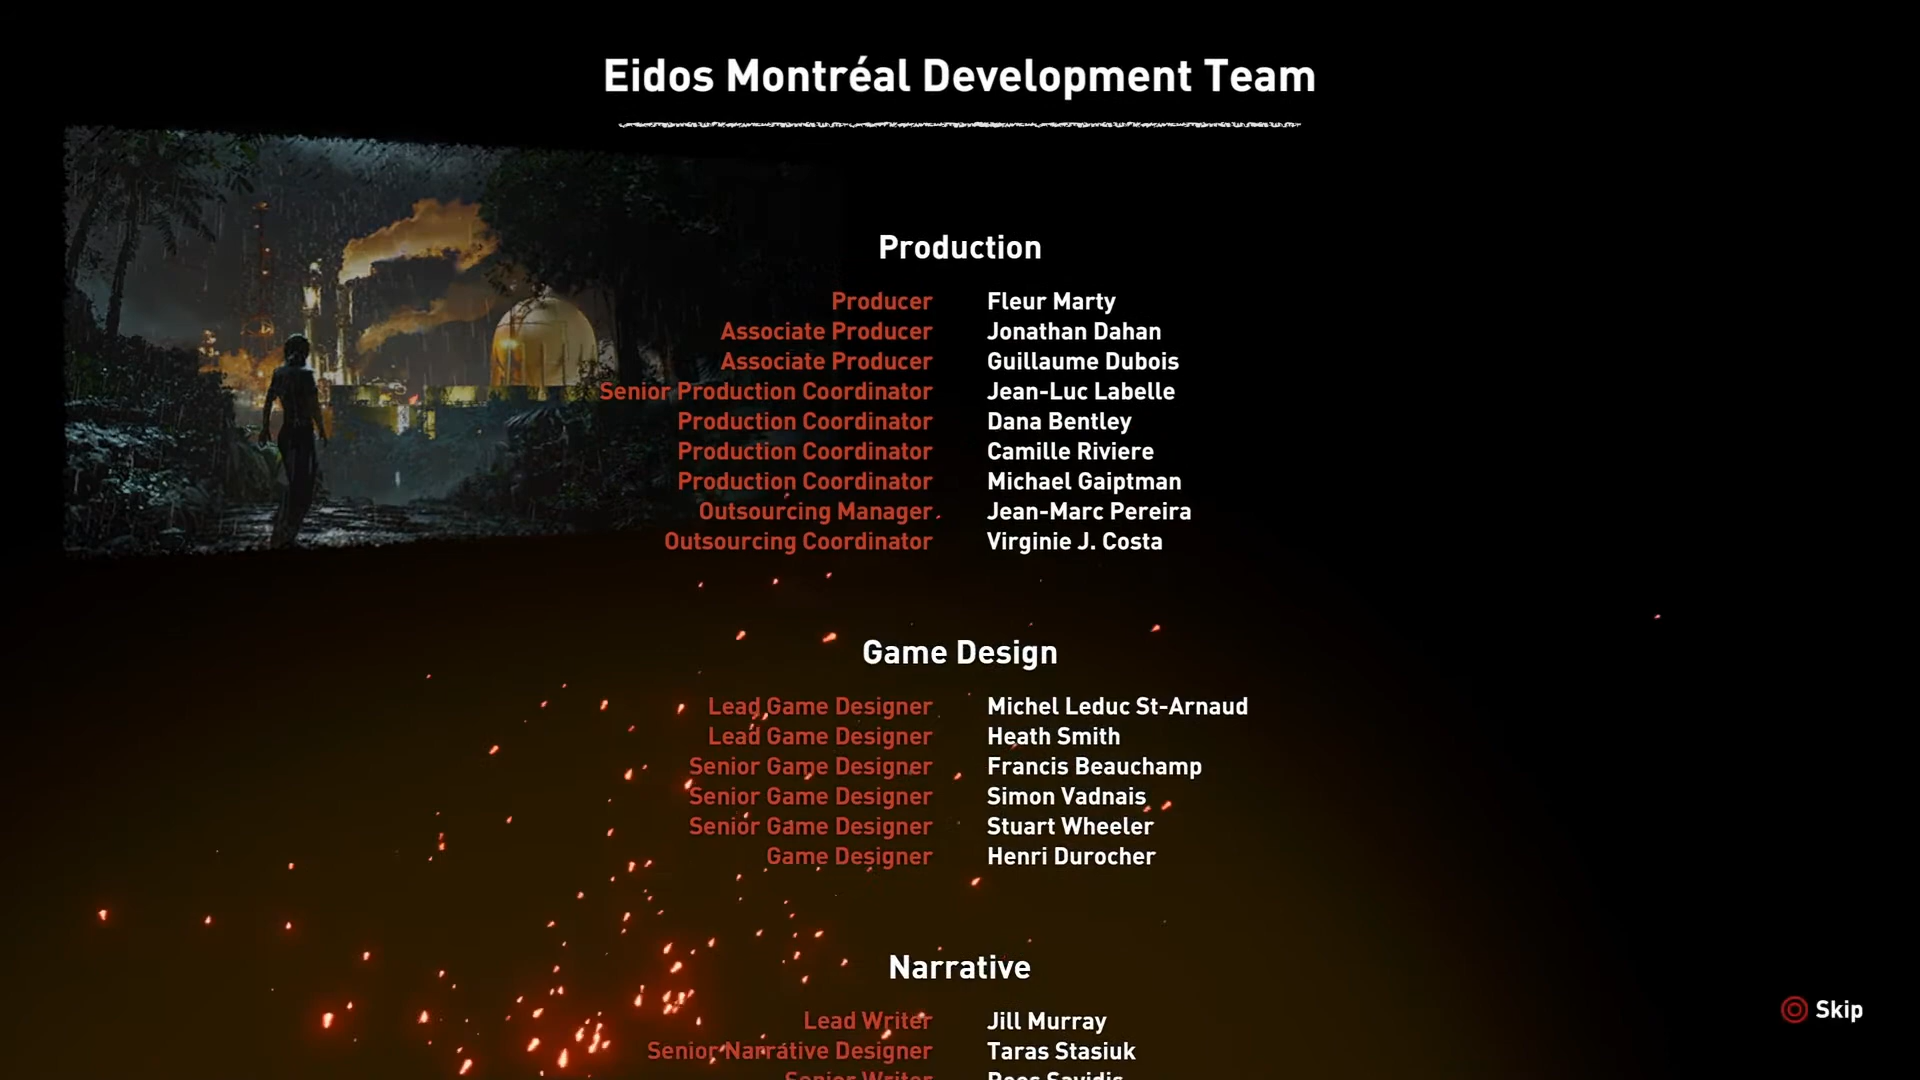 Eidos Montréal Development Team
Production
Producer Fleur Marty
Associate Producer Jonathan Dahan
Associate Producer Guillaume Dubois
Senior Production Coordinator Jean-Luc Labelle
Production Coordinator Dana Bentley
Production Coordinator Camille Riviere
Production Coordinator Michael Gaiptman
Outsourcing Manager Jean-Marc Pereira
Outsourcing Coordinator Virginie J. Costa
Game Design
Lead Game Designer Michel Leduc St-Arnaud
Lead Game Designer Heath Smith
Senior Game Designer Francis Beauchamp
Senior Game Designer Simon Vadnais
Senior Game Designer Stuart Wheeler
Game Designer Henri Durocher
Narrative
Lead Writer Jill Murray
Senior Narrative Designer Taras Stasiuk
Senior Writer
Skip